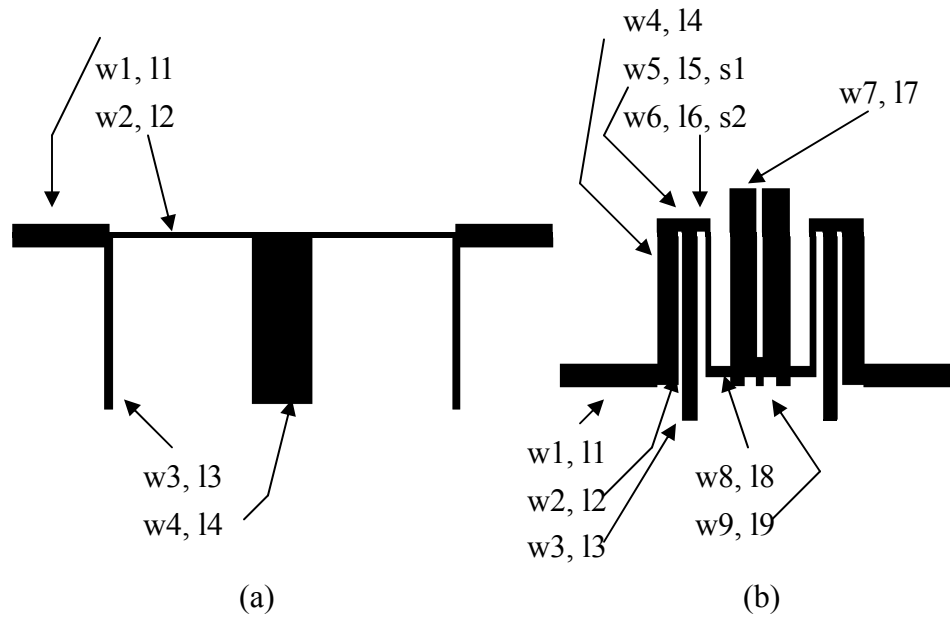 w1, l1
w2, l2
w3, l3
w4, l4
(a)
w4, l4
w5, l5, s1
w6, l6, s2
w7, l7
w1, l1
w2, l2
w3, l3
w8, l8
w9, l9
(b)